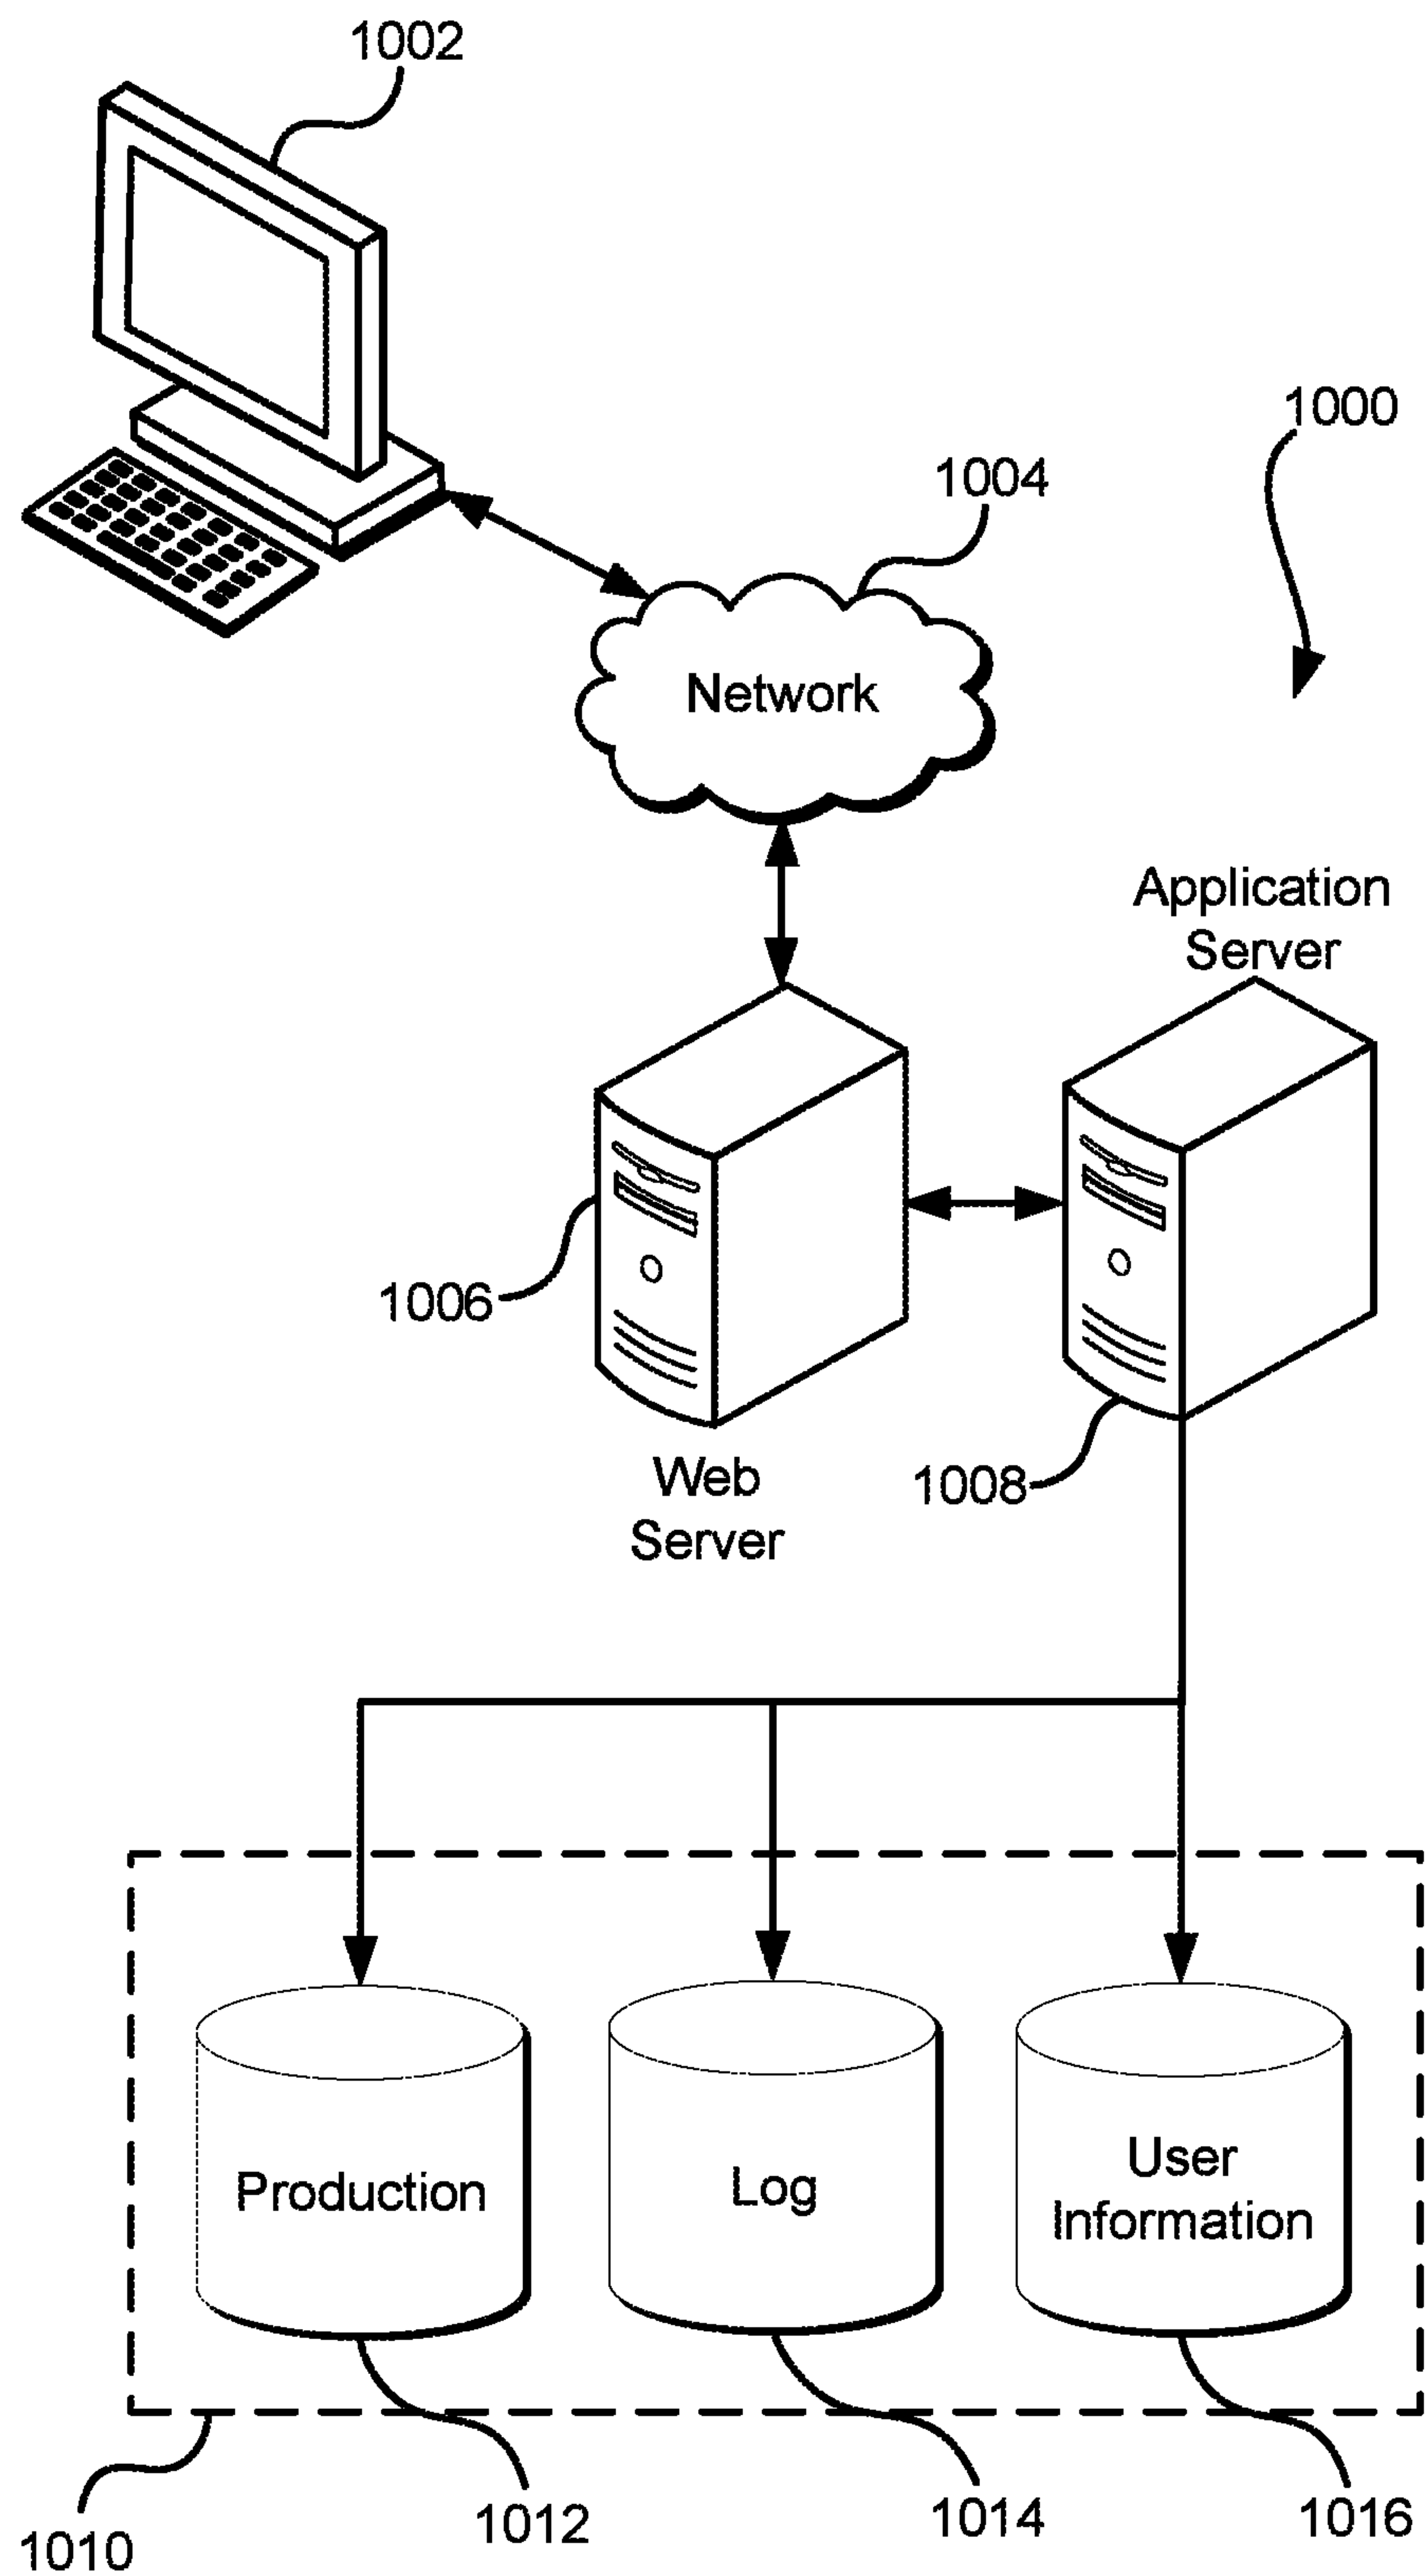 1002
1000
1004
Network
Application
Server
1006
1008
Web
Server
Production
Log
User
Information
1010
1012
1014
1016